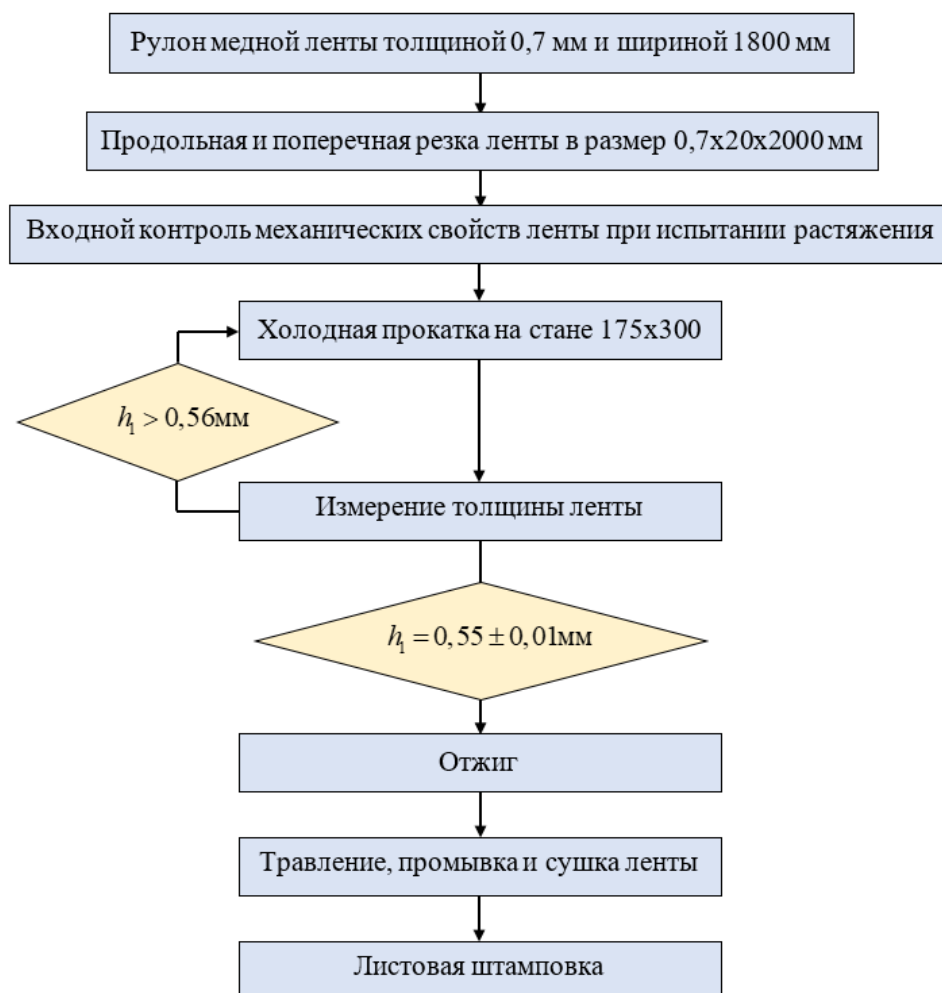 Рулон медной ленты толщиной 0,7 мм и шириной 1800 мм
Продольная и поперечная резка ленты в размер 0,7х20х2000 мм
Входной контроль механических свойств ленты при испытании растяжения
Холодная прокатка на стане 175х300
h₁ > 0,56мм
Измерение толщины ленты
h₁ = 0,55 ± 0,01мм
Отжиг
Травление, промывка и сушка ленты
Листовая штамповка